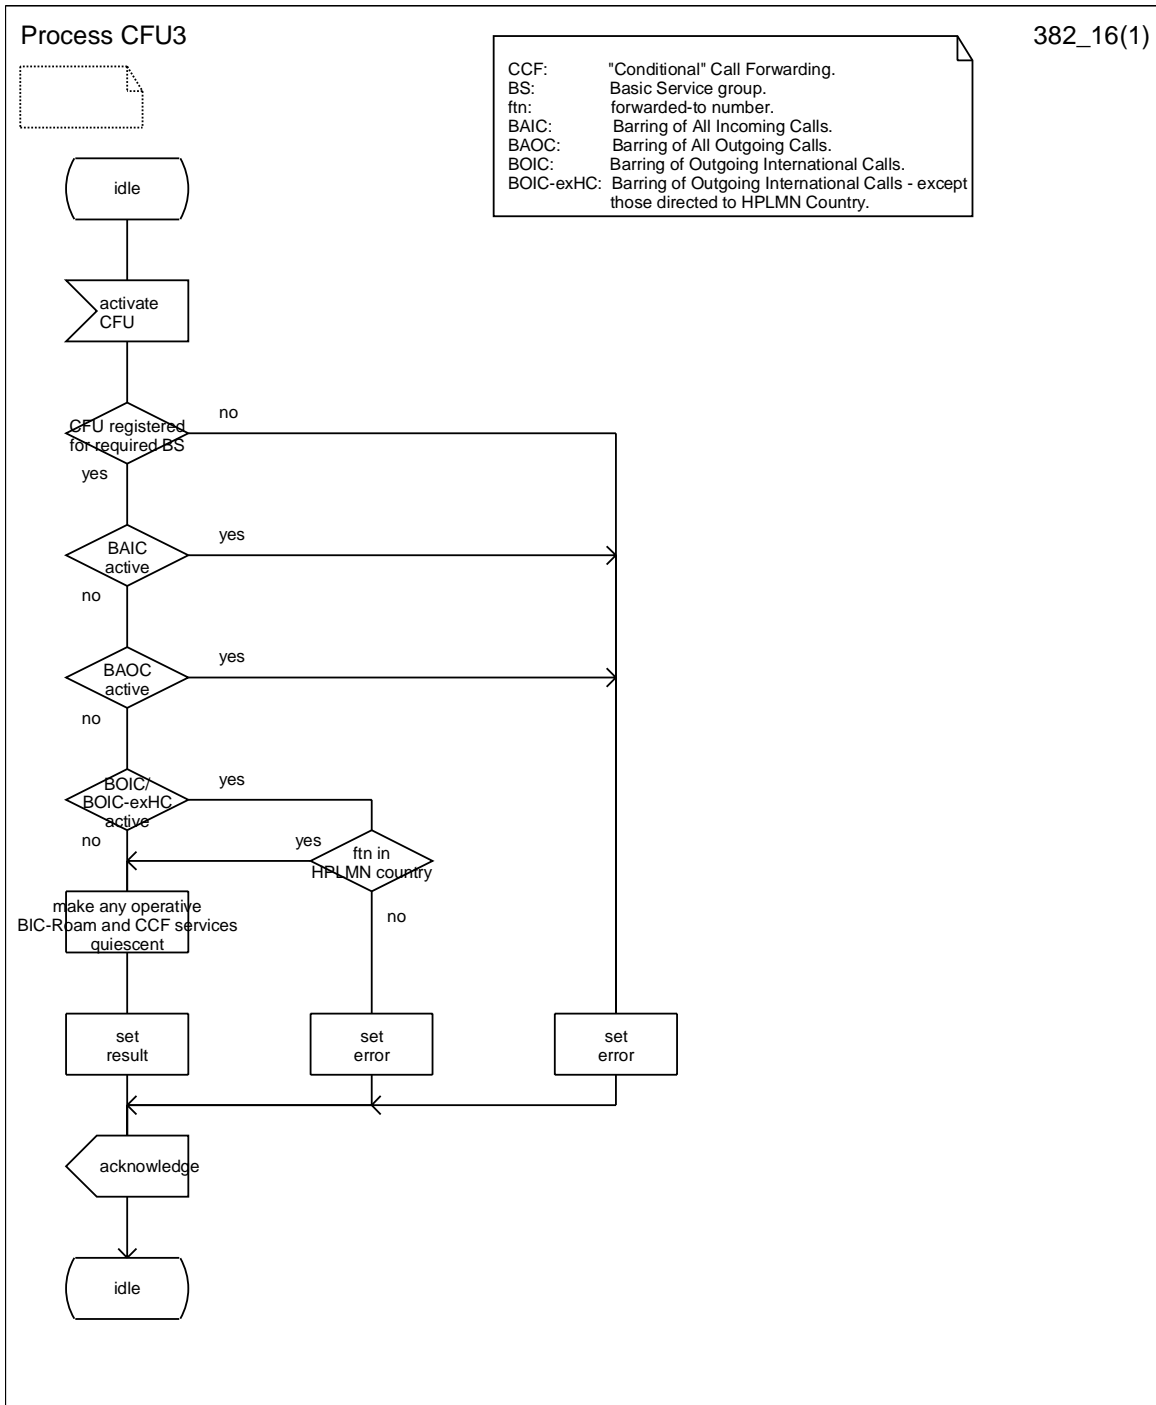 Process CFU3
382_16(1)
CCF: "Conditional" Call Forwarding.
BS: Basic Service group.
ftn: forwarded-to number.
BAIC: Barring of All Incoming Calls.
BAOC: Barring of All Outgoing Calls.
BOIC: Barring of Outgoing International Calls.
BOIC-exHC: Barring of Outgoing International Calls - except
those directed to HPLMN Country.
idle
activate
CFU
CFU registered
for required BS
no
yes
BAIC
active
yes
no
BAOC
active
yes
no
BOIC/
BOIC-exHC
active
yes
no
yes
ftn in
HPLMN country
no
make any operative
BIC-Roam and CCF services
quiescent
set
result
set
error
set
error
acknowledge
idle